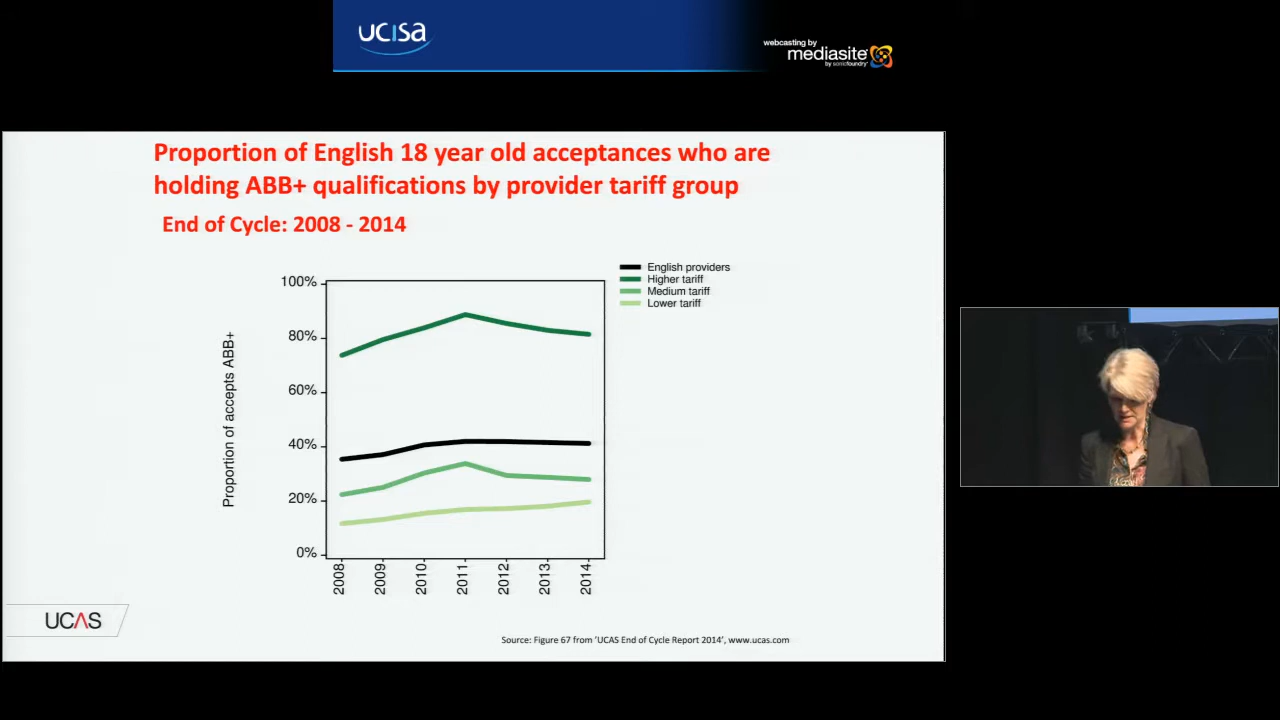 UCISA
webcasting by
mediasite
by sonicfoundry
Proportion of English 18 year old acceptances who are
holding ABB+ qualifications by provider tariff group
End of Cycle: 2008 - 2014
English providers
Higher tariff
Medium tariff
Lower tariff
Proportion of accepts ABB+
100%
80%
60%
40%
20%
0%
2008
2009
2010
2011
2012
2013
2014
UCAS
Source: Figure 67 from 'UCAS End of Cycle Report 2014', www.ucas.com